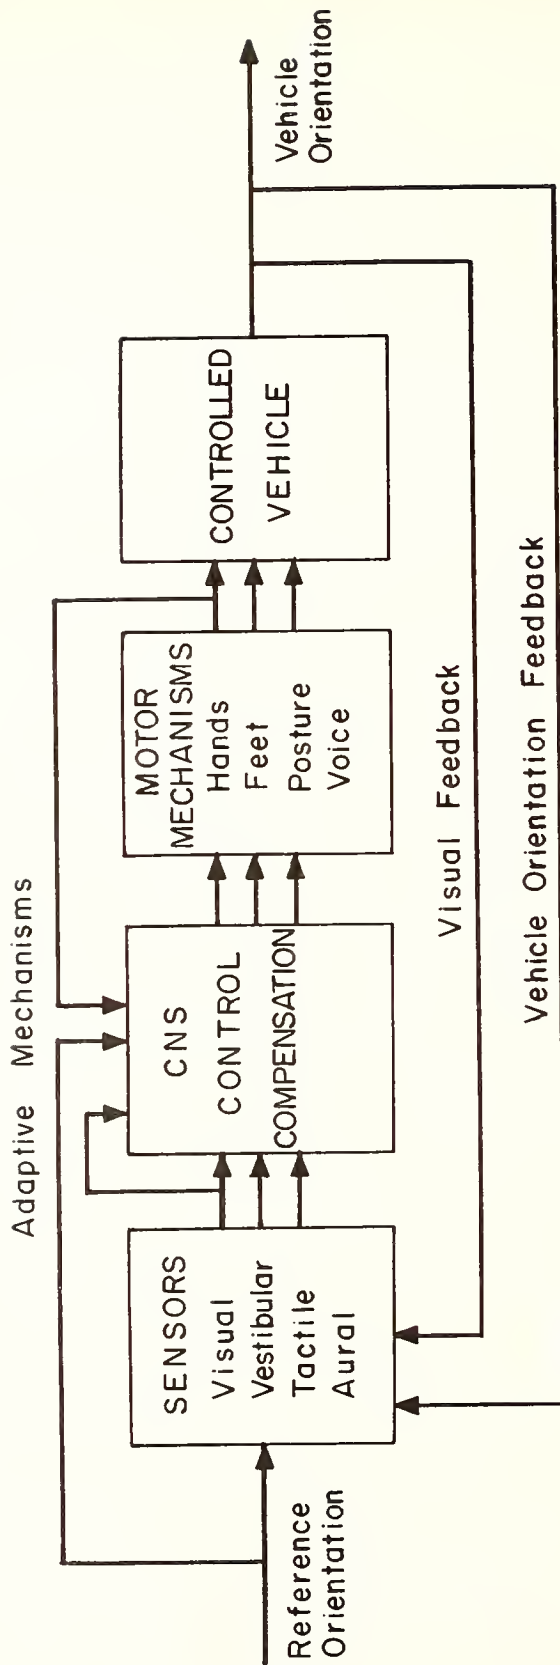 Adaptive Mechanisms
Reference
Orientation
SENSORS
Visual
Vestibular
Tactile
Aural
CNS
CONTROL
COMPENSATION
MOTOR
MECHANISMS
Hands
Feet
Posture
Voice
CONTROLLED
VEHICLE
Vehicle
Orientation
Visual Feedback
Vehicle Orientation Feedback